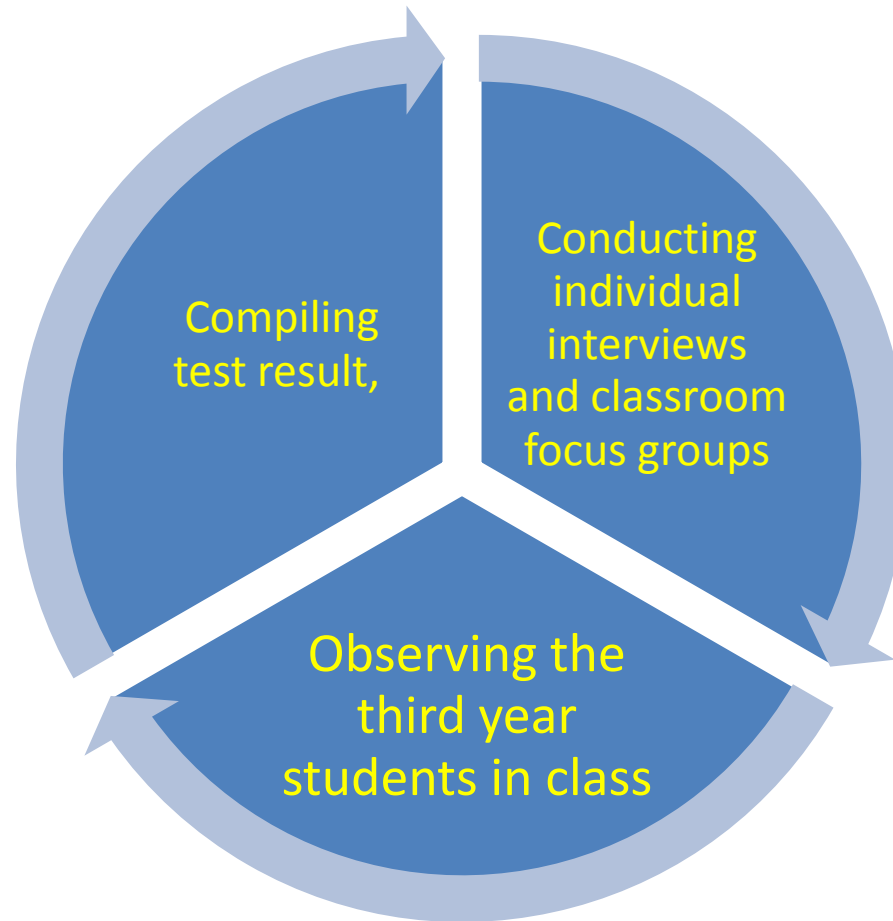 Conducting
individual
interviews
and classroom
focus groups
Observing the
third year
students in class
Compiling
test result,